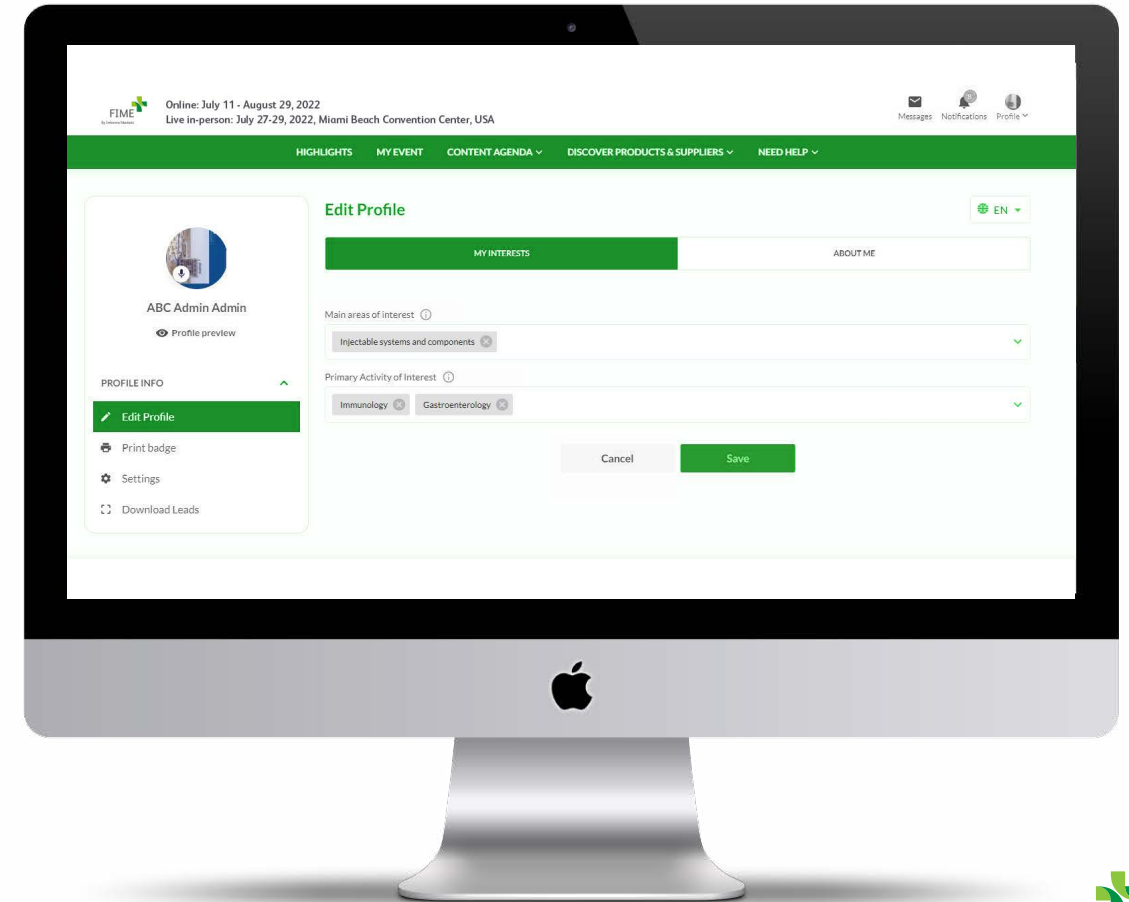 FIME
Online: July 11 - August 29, 2022
Live in-person: July 27-29, 2022, Miami Beach Convention Center, USA
Messages Notifications Profile
HIGHLIGHTS MY EVENT CONTENT AGENDA DISCOVER PRODUCTS & SUPPLIERS NEED HELP
Edit Profile
EN
MY INTERESTS ABOUT ME
ABC Admin Admin
Profile preview
PROFILE INFO
Edit Profile
Print badge
Settings
Download Leads
Main areas of interest
Injectable systems and components
Primary Activity of Interest
Immunology Gastroenterology
Cancel Save